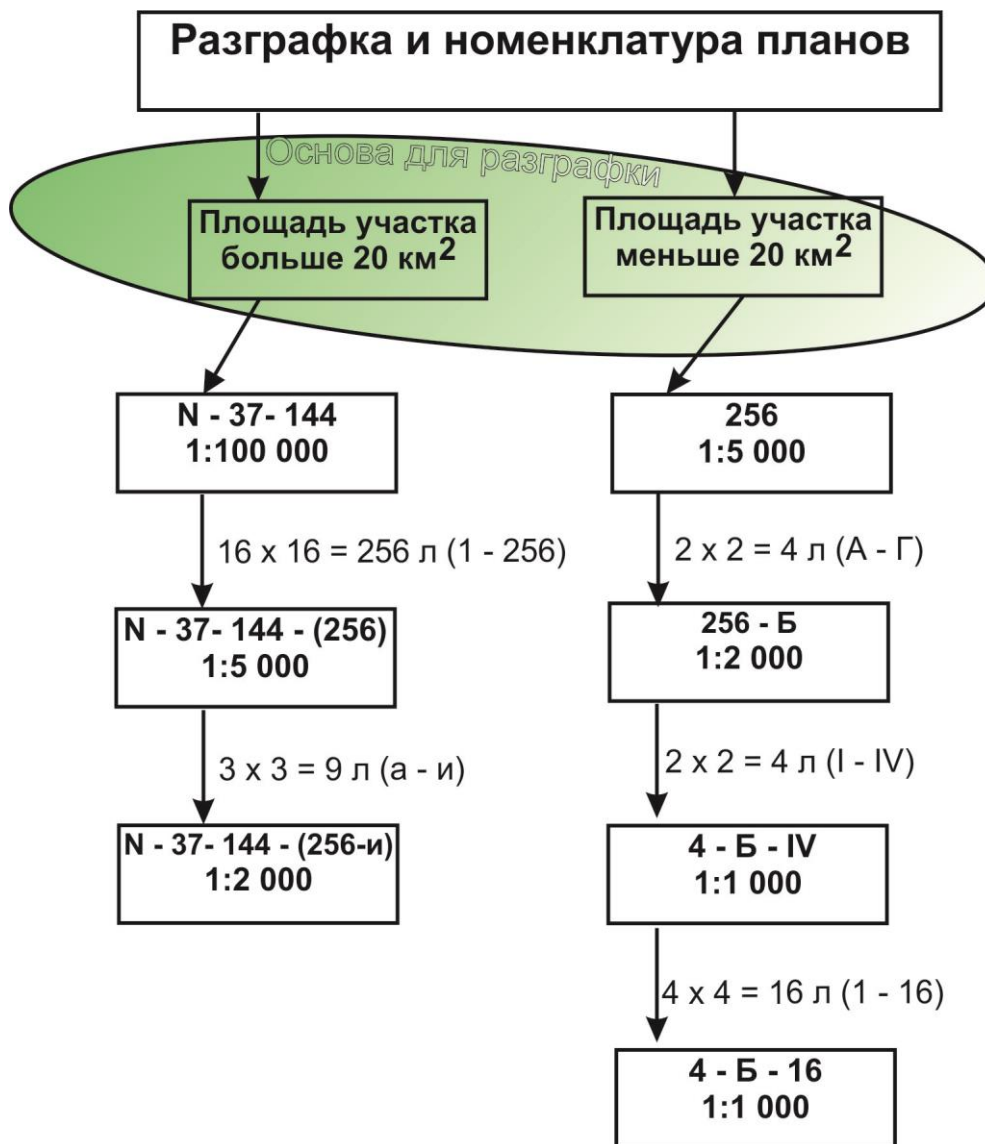 Разграфка и номенклатура планов
Основа для разграфки
Площадь участка
больше 20 км²
Площадь участка
меньше 20 км²
N - 37- 144
1:100 000
256
1:5 000
16 x 16 = 256 л (1 - 256)
2 x 2 = 4 л (А - Г)
N - 37- 144 - (256)
1:5 000
256 - Б
1:2 000
3 x 3 = 9 л (а - и)
2 x 2 = 4 л (I - IV)
N - 37- 144 - (256-и)
1:2 000
4 - Б - IV
1:1 000
4 x 4 = 16 л (1 - 16)
4 - Б - 16
1:1 000